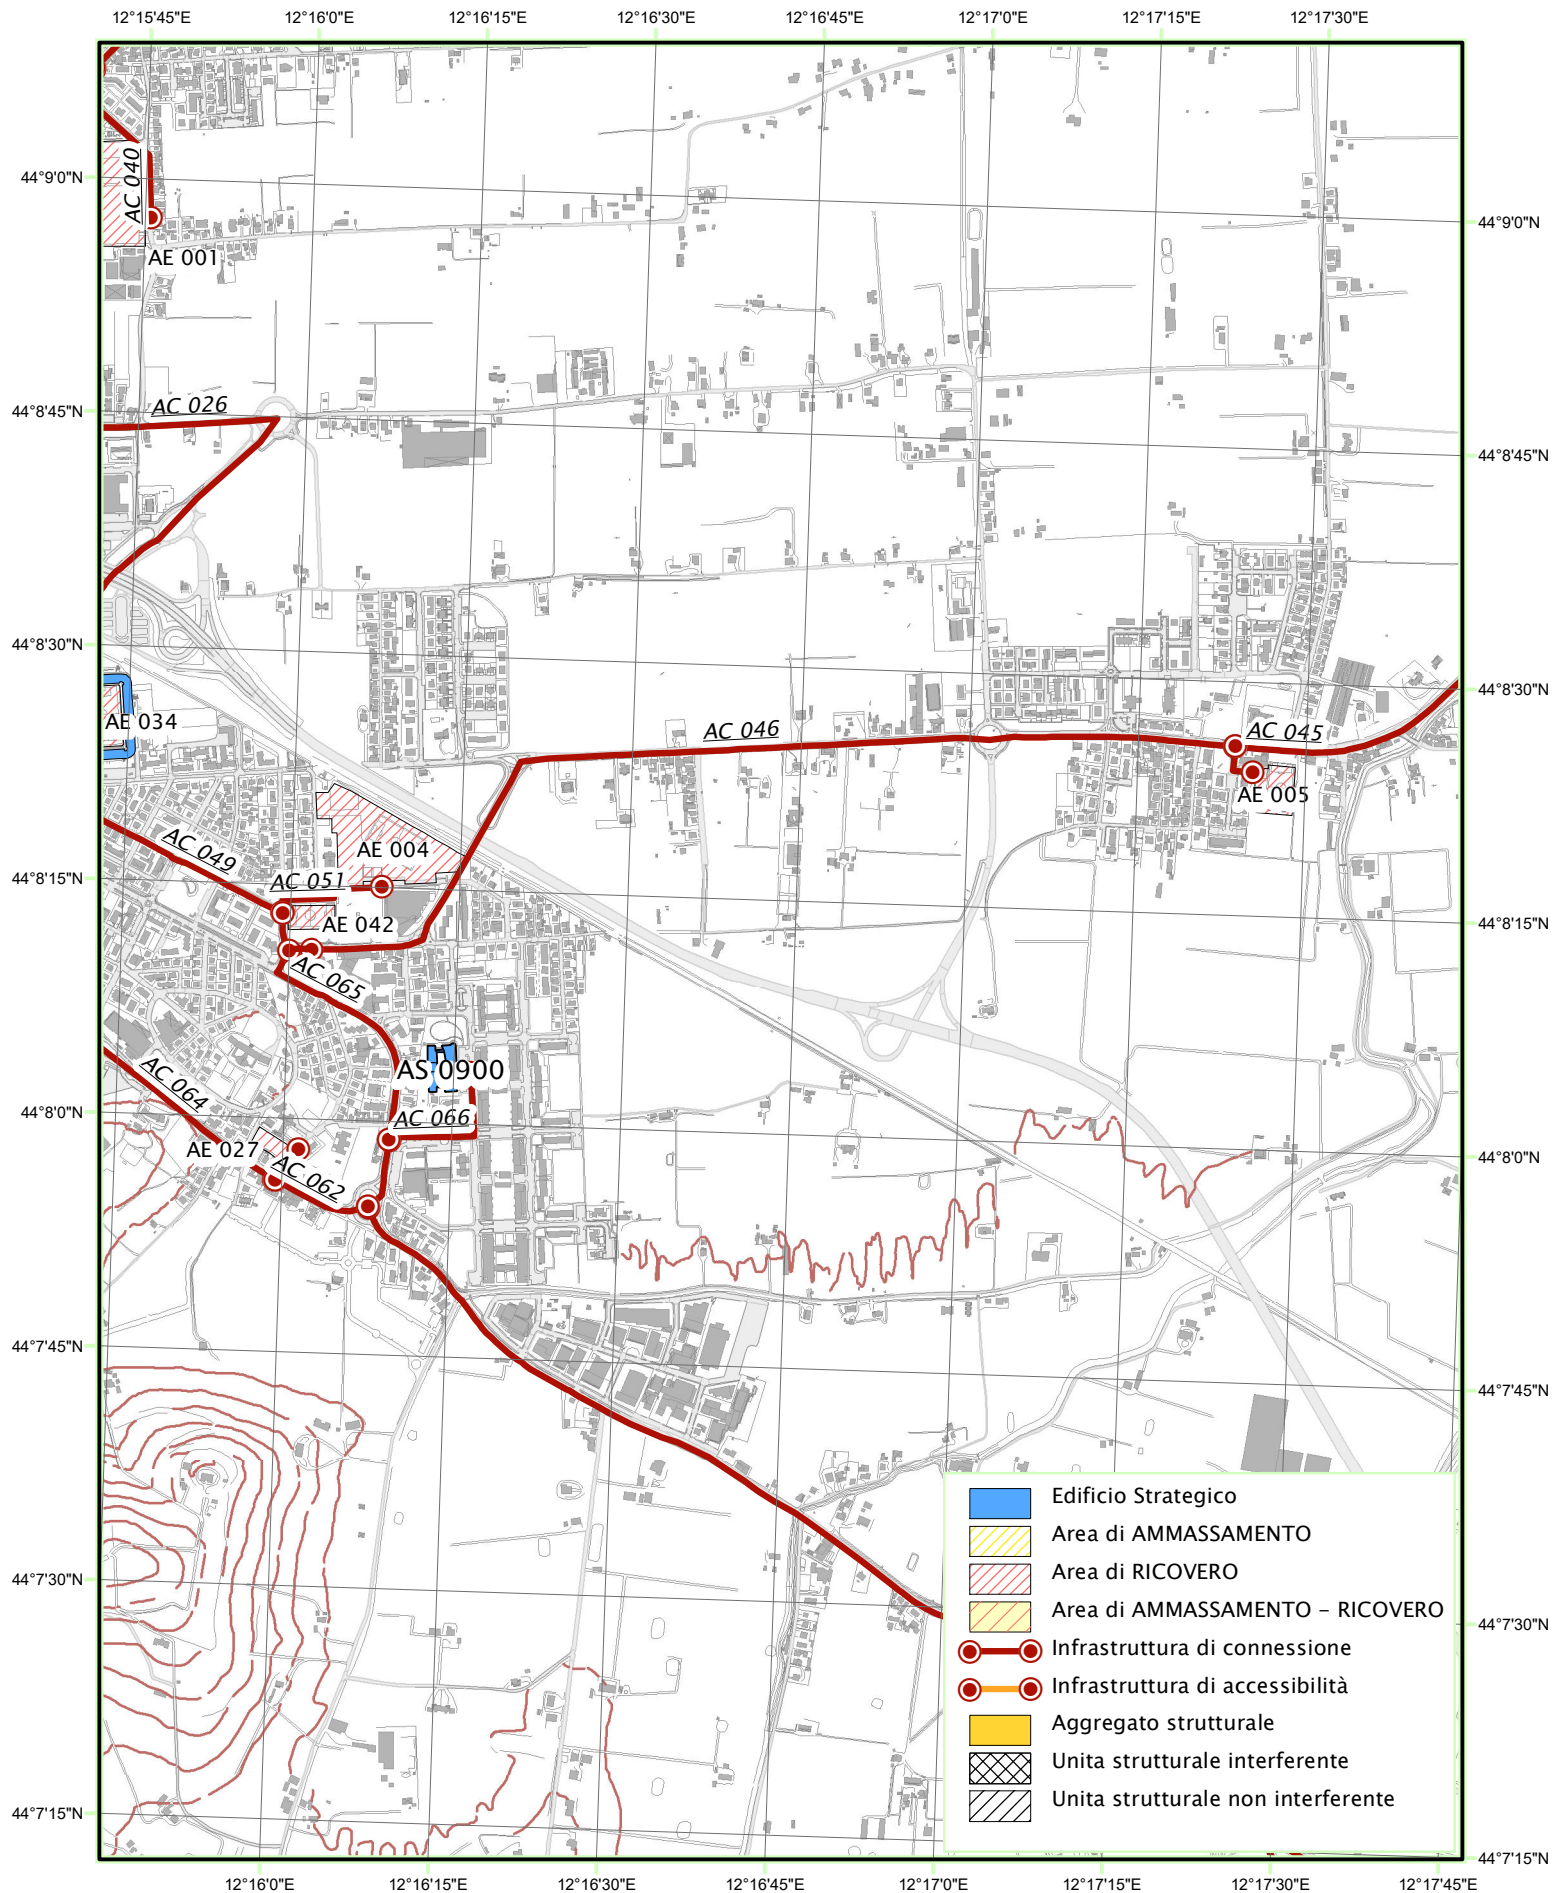 12°15'45"E 12°16'0"E 12°16'15"E 12°16'30"E 12°16'45"E 12°17'0"E 12°17'15"E 12°17'30"E
44°9'0"N
AC 040
44°9'0"N
AE 001
AC 026
44°8'45"N
44°8'45"N
44°8'30"N
44°8'30"N
AE 034
AC 046
AC 045
AE 005
AC 049
AE 004
44°8'15"N
AC 051
AE 042
44°8'15"N
AC 065
AS 0900
AC 064
44°8'0"N
AC 066
AE 027
44°8'0"N
AC 062
44°7'45"N
44°7'45"N
Edificio Strategico
Area di AMMASSAMENTO
Area di RICOVERO
44°7'30"N
Area di AMMASSAMENTO - RICOVERO
44°7'30"N
Infrastruttura di connessione
Infrastruttura di accessibilità
Aggregato strutturale
Unita strutturale interferente
Unita strutturale non interferente
44°7'15"N
44°7'15"N
12°16'0"E 12°16'15"E 12°16'30"E 12°16'45"E 12°17'0"E 12°17'15"E 12°17'30"E 12°17'45"E